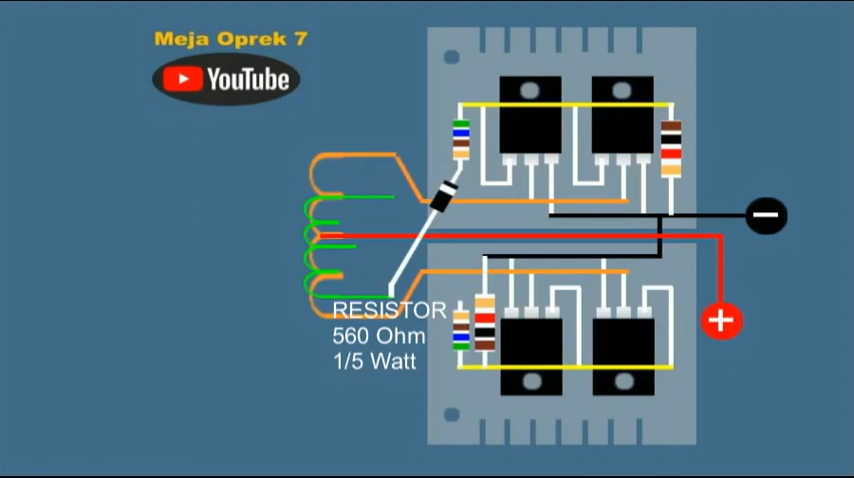 Meja Oprek 7
YouTube
RESISTOR
560 Ohm
1/5 Watt